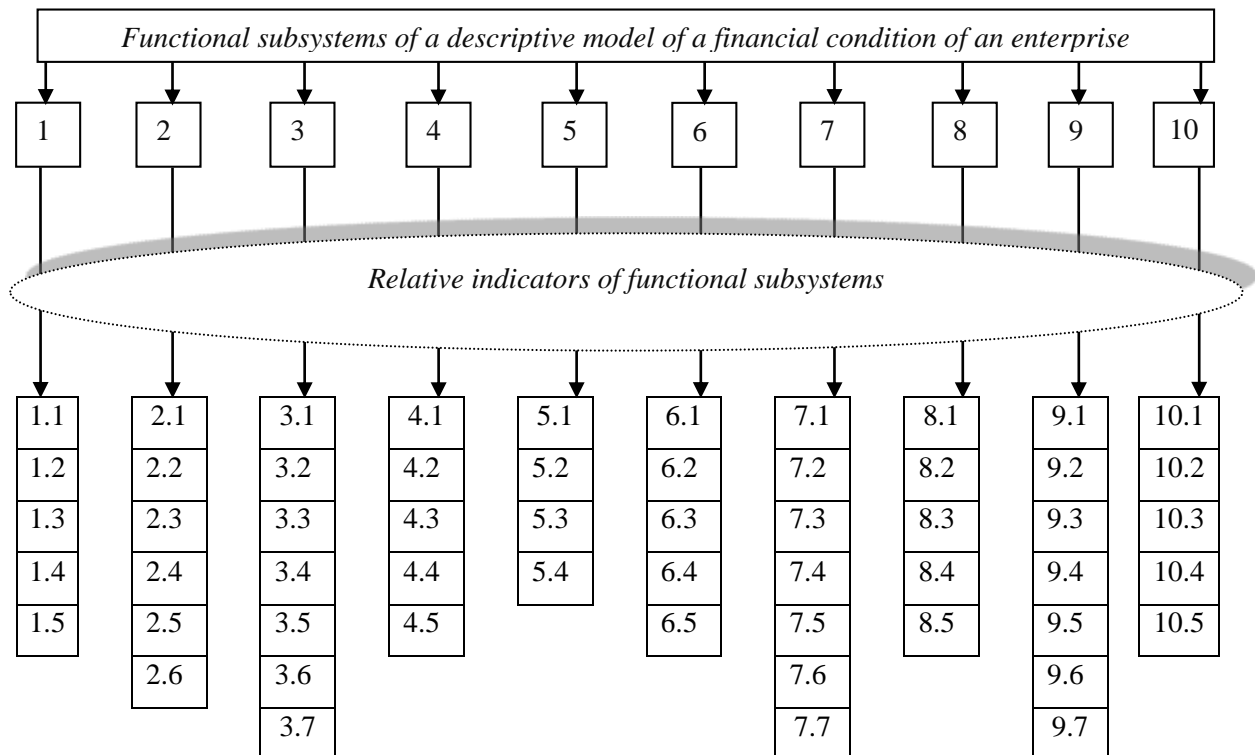 Functional subsystems of a descriptive model of a financial condition of an enterprise
1 2 3 4 5 6 7 8 9 10
Relative indicators of functional subsystems
1.1 2.1 3.1 4.1 5.1 6.1 7.1 8.1 9.1 10.1
1.2 2.2 3.2 4.2 5.2 6.2 7.2 8.2 9.2 10.2
1.3 2.3 3.3 4.3 5.3 6.3 7.3 8.3 9.3 10.3
1.4 2.4 3.4 4.4 5.4 6.4 7.4 8.4 9.4 10.4
1.5 2.5 3.5 4.5 6.5 7.5 8.5 9.5 10.5
2.6 3.6 7.6 9.6
3.7 7.7 9.7